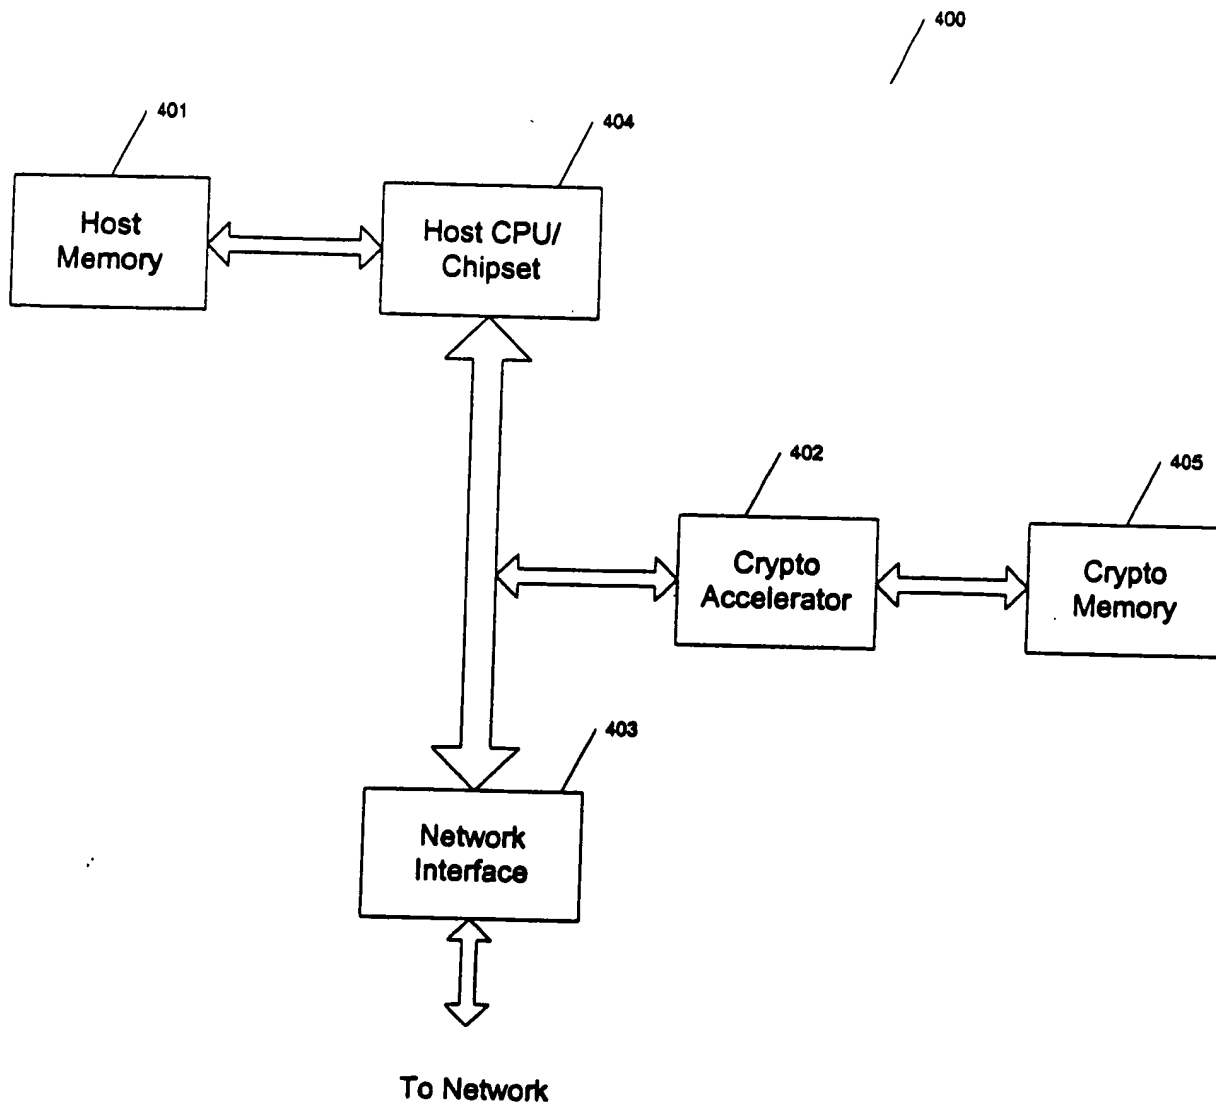 400
401
404
Host
Memory
Host CPU/
Chipset
402
405
Crypto
Accelerator
Crypto
Memory
403
Network
Interface
To Network